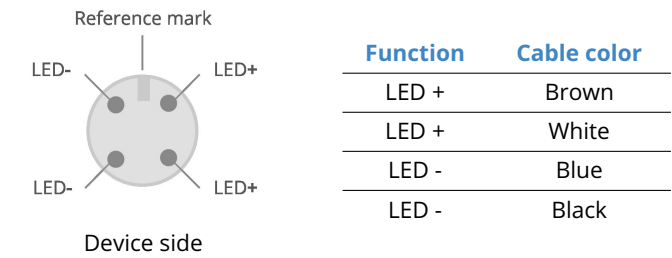 Reference mark
LED- LED+
LED- LED+
Device side
Function Cable color
LED + Brown
LED + White
LED - Blue
LED - Black